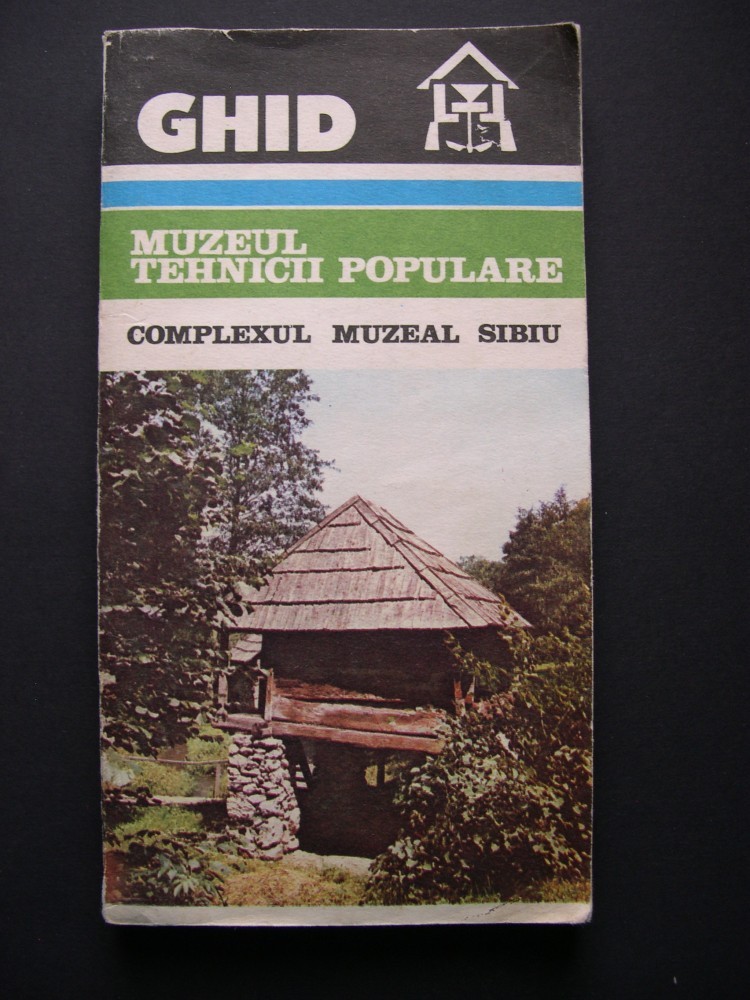 GHID
MUZEUL
TEHNICII POPULARE
COMPLEXUL MUZEAL SIBIU